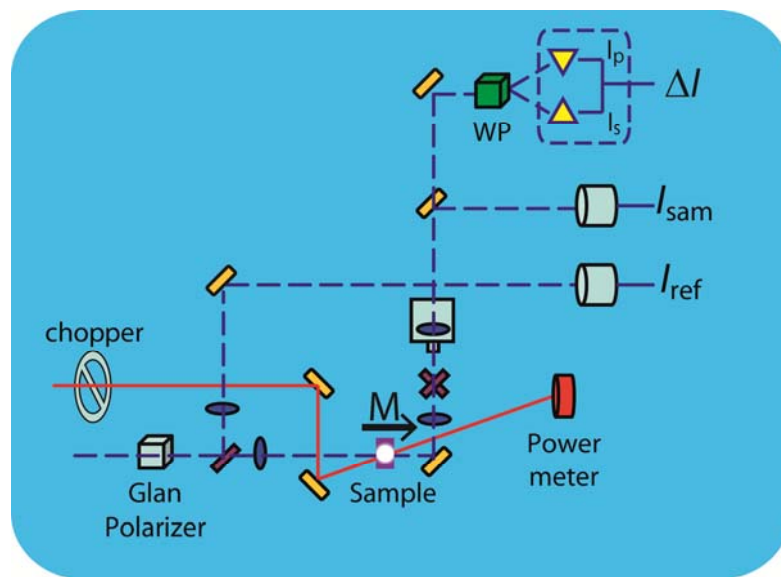 Ip
ΔI
Is
WP
Isam
Iref
chopper
M
Power
meter
Sample
Glan
Polarizer